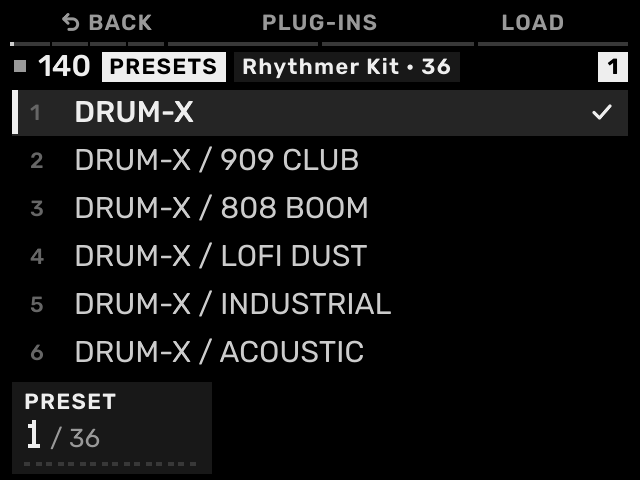 BACK PLUG-INS LOAD
140 PRESETS Rhythmer Kit • 36 1
1 DRUM-X
2 DRUM-X / 909 CLUB
3 DRUM-X / 808 BOOM
4 DRUM-X / LOFI DUST
5 DRUM-X / INDUSTRIAL
6 DRUM-X / ACOUSTIC
PRESET
1 / 36